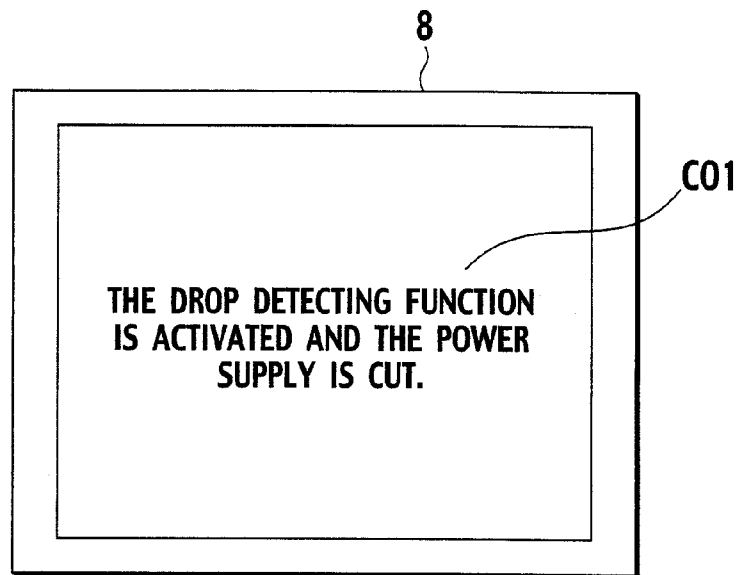 8
C01
THE DROP DETECTING FUNCTION
IS ACTIVATED AND THE POWER
SUPPLY IS CUT.